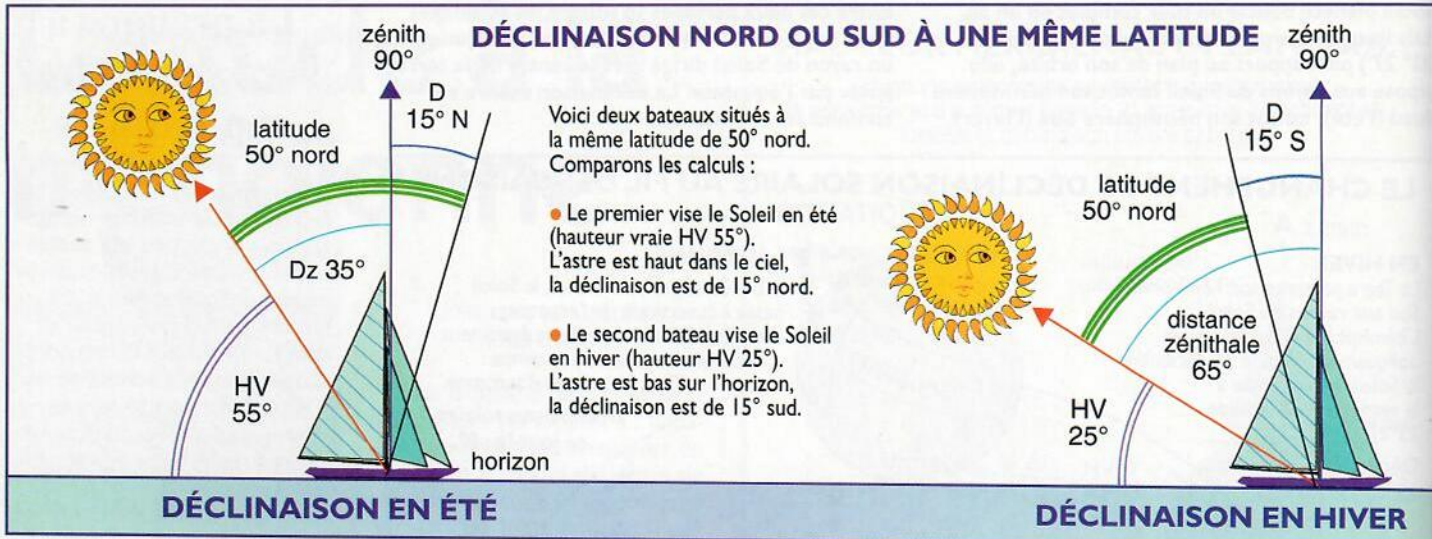 DÉCLINAISON NORD OU SUD À UNE MÊME LATITUDE
zénith
90°
D
15° N
latitude
50° nord
Dz 35°
HV
55°
horizon
DÉCLINAISON EN ÉTÉ
Voici deux bateaux situés à
la même latitude de 50° nord.
Comparons les calculs :
• Le premier vise le Soleil en été
(hauteur vraie HV 55°).
L'astre est haut dans le ciel,
la déclinaison est de 15° nord.
• Le second bateau vise le Soleil
en hiver (hauteur HV 25°).
L'astre est bas sur l'horizon,
la déclinaison est de 15° sud.
zénith
90°
D
15° S
latitude
50° nord
distance
zénithale
65°
HV
25°
DÉCLINAISON EN HIVER